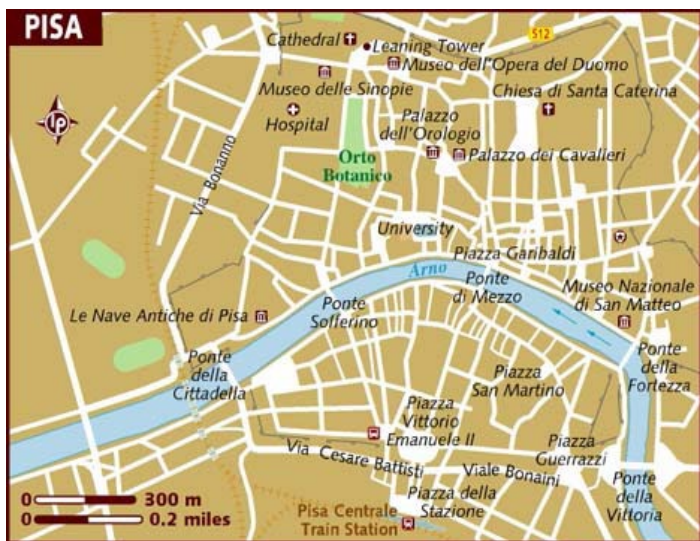 PISA
512
Cathedral
Leaning Tower
Museo dell'Opera del Duomo
Museo delle Sinopie
Chiesa di Santa Caterina
Hospital
Palazzo
dell'Orologio
Palazzo dei Cavalieri
Orto
Botanico
Via Bonanno
University
Piazza Garibaldi
Arno
Ponte
di Mezzo
Museo Nazionale
di San Matteo
Le Nave Antiche di Pisa
Ponte
Solferino
Ponte
della
Cittadella
Ponte
della
Fortezza
Piazza
San Martino
Piazza
Vittorio
Emanuele II
Piazza
Guerrazzi
Via Cesare Battisti
Viale Bonaini
Ponte
della
Vittoria
Piazza della
Stazione
Pisa Centrale
Train Station
0 300 m
0 0.2 miles
lp